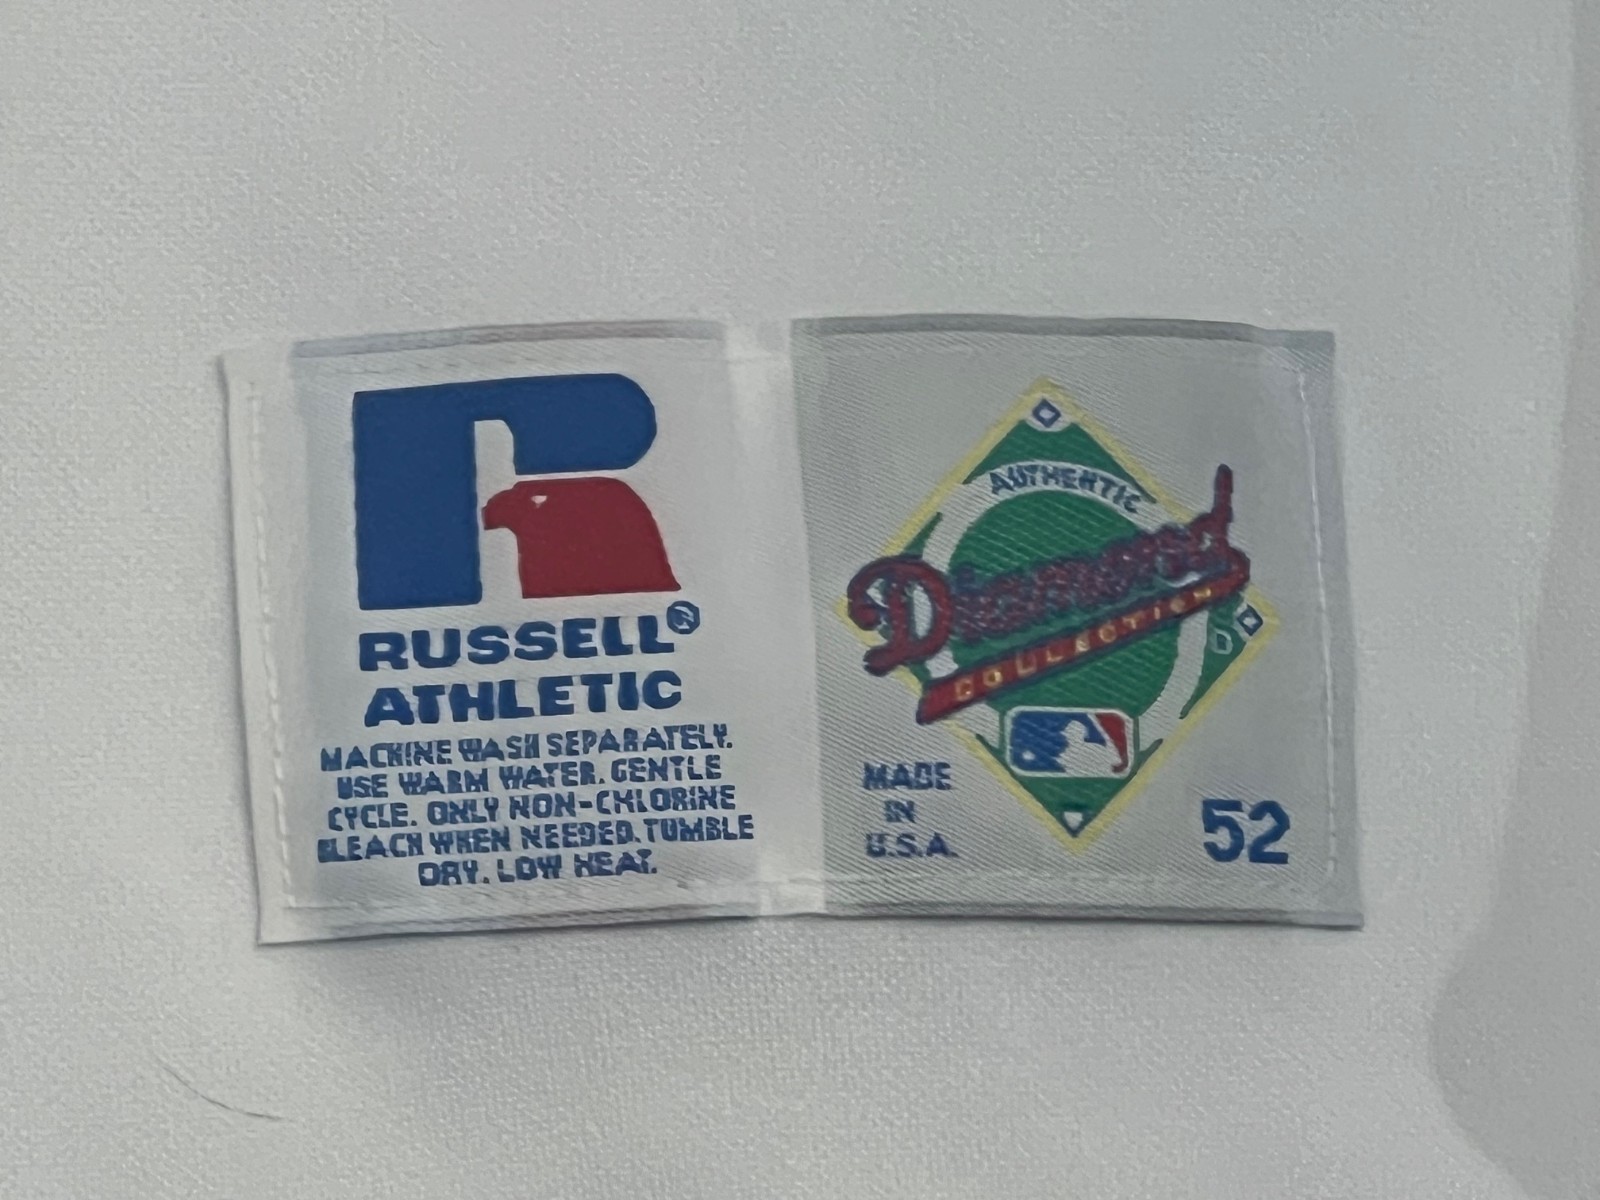 RUSSELL®
ATHLETIC
MACHINE WASH SEPARATELY.
USE WARM WATER. GENTLE
CYCLE. ONLY NON-CHLORINE
BLEACH WHEN NEEDED. TUMBLE
DRY. LOW HEAT.
AUTHENTIC
Diamond
COLLECTION
MADE
IN
U.S.A.
52